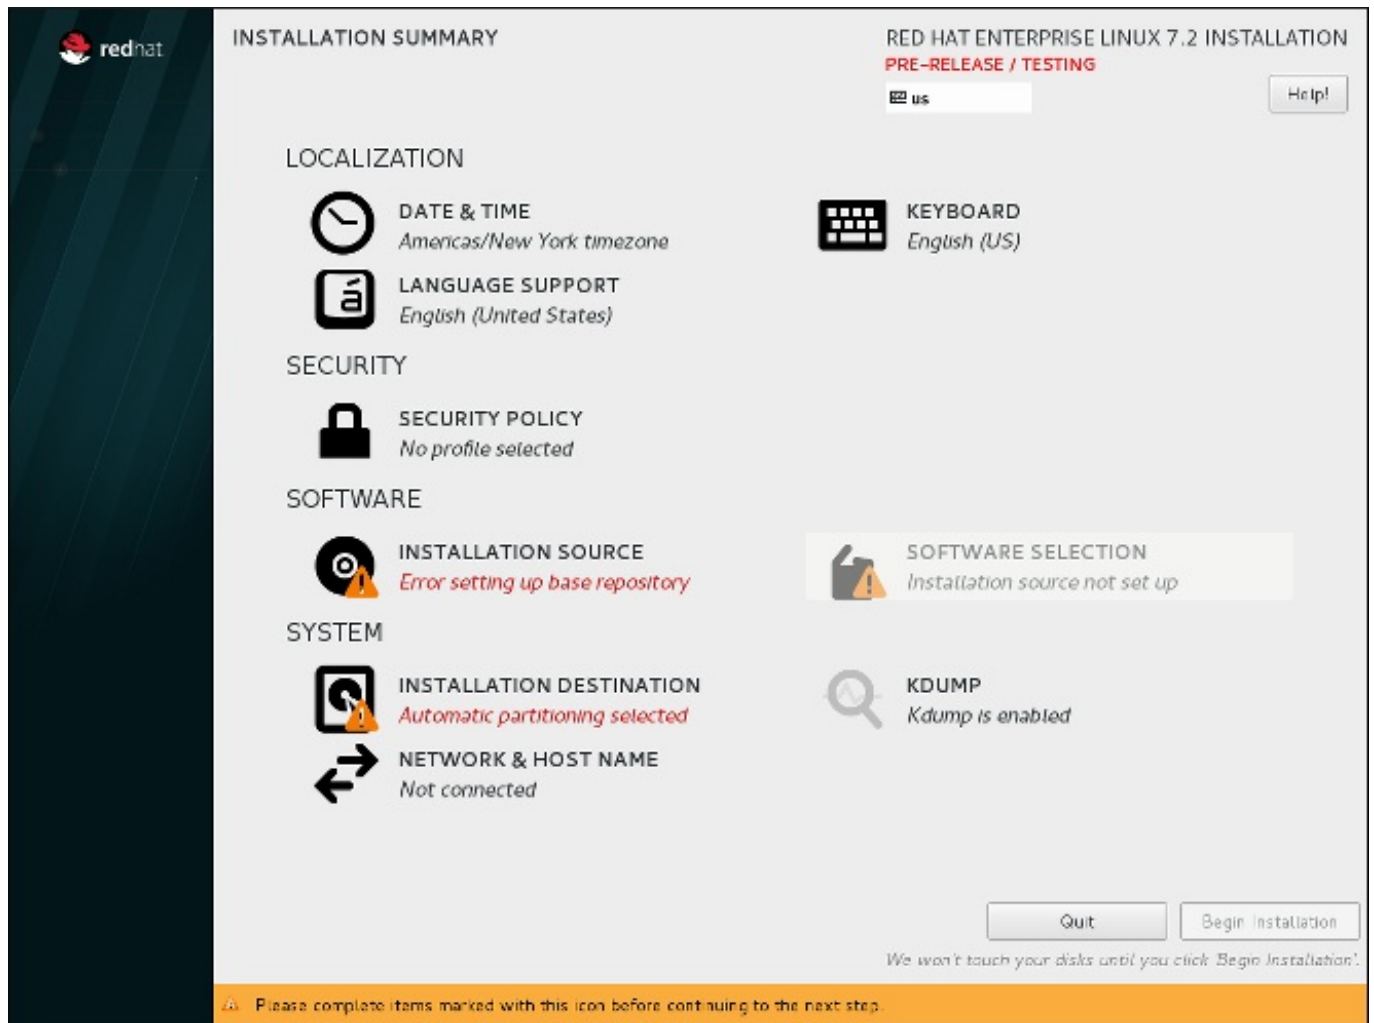 redhat
INSTALLATION SUMMARY
RED HAT ENTERPRISE LINUX 7.2 INSTALLATION
PRE-RELEASE / TESTING
us
Help!
LOCALIZATION
DATE & TIME
Americas/New York timezone
KEYBOARD
English (US)
LANGUAGE SUPPORT
English (United States)
SECURITY
SECURITY POLICY
No profile selected
SOFTWARE
INSTALLATION SOURCE
Error setting up base repository
SOFTWARE SELECTION
Installation source not set up
SYSTEM
INSTALLATION DESTINATION
Automatic partitioning selected
KDUMP
Kdump is enabled
NETWORK & HOST NAME
Not connected
Quit
Begin Installation
We won't touch your disks until you click 'Begin Installation'.
Please complete items marked with this icon before continuing to the next step.